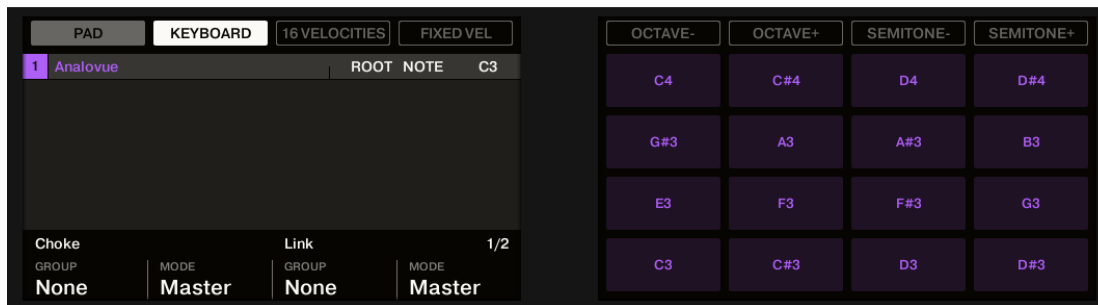 PAD KEYBOARD 16 VELOCITIES FIXED VEL
1 Analovue ROOT NOTE C3
Choke Link 1/2
GROUP MODE GROUP MODE
None Master None Master
OCTAVE- OCTAVE+ SEMITONE- SEMITONE+
C4 C#4 D4 D#4
G#3 A3 A#3 B3
E3 F3 F#3 G3
C3 C#3 D3 D#3